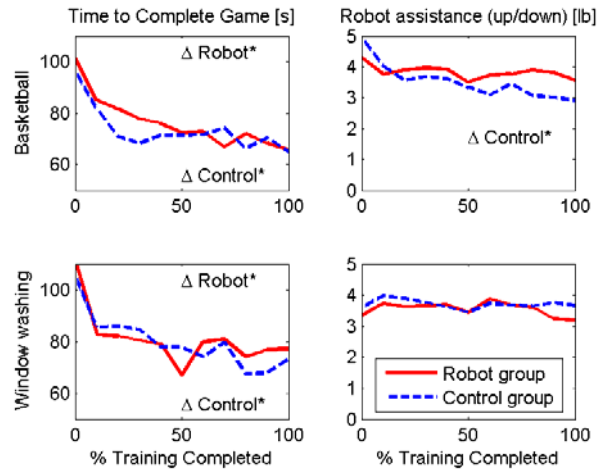 Time to Complete Game [s]
Robot assistance (up/down) [lb]
Basketball
100
80
60
Δ Robot*
Δ Control*
0
50
100
5
4
3
2
1
0
Δ Control*
0
50
100
Window washing
100
80
60
Δ Robot*
Δ Control*
0
50
100
% Training Completed
5
4
3
2
1
0
Robot group
Control group
0
50
100
% Training Completed